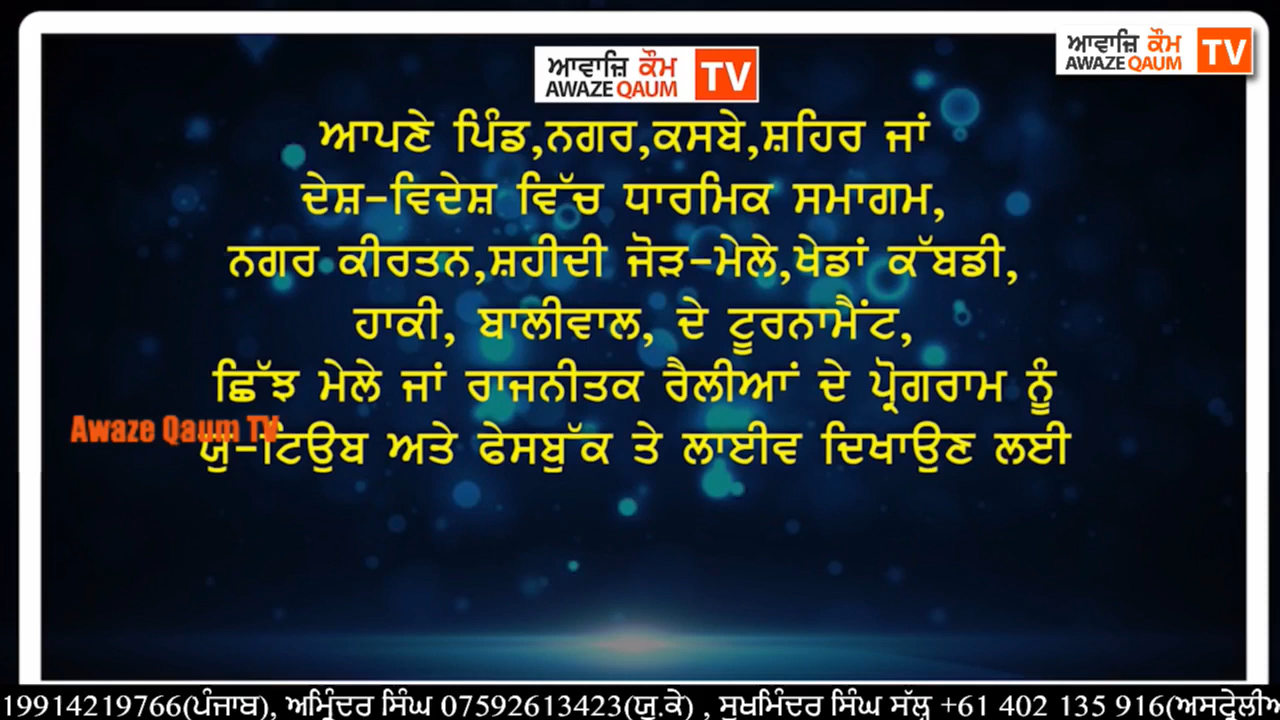 ਆਵਾਜ਼ਿ ਕੌਮ TV
AWAZE QAUM
ਆਵਾਜ਼ਿ ਕੌਮ TV
AWAZE QAUM
ਆਪਣੇ ਪਿੰਡ,ਨਗਰ,ਕਸਬੇ,ਸ਼ਹਿਰ ਜਾਂ
ਦੇਸ਼-ਵਿਦੇਸ਼ ਵਿੱਚ ਧਾਰਮਿਕ ਸਮਾਗਮ,
ਨਗਰ ਕੀਰਤਨ,ਸ਼ਹੀਦੀ ਜੋੜ-ਮੇਲੇ,ਖੇਡਾਂ ਕੱਬਡੀ,
ਹਾਕੀ, ਬਾਲੀਵਾਲ, ਦੇ ਟੂਰਨਾਮੈਂਟ,
ਛਿੱਝ ਮੇਲੇ ਜਾਂ ਰਾਜਨੀਤਕ ਰੈਲੀਆਂ ਦੇ ਪ੍ਰੋਗਰਾਮ ਨੂੰ
Awaze Qaum TV
ਯੁ-ਟਿਉਬ ਅਤੇ ਫੇਸਬੁੱਕ ਤੇ ਲਾਈਵ ਦਿਖਾਉਣ ਲਈ
19914219766(ਪੰਜਾਬ), ਅਮ੍ਰਿੰਦਰ ਸਿੰਘ 07592613423(ਯੁ.ਕੇ) , ਸੁਖਮਿੰਦਰ ਸਿੰਘ ਸੱਲ੍ਹ +61 402 135 916(ਅਸਟ੍ਰੇਲੀਆ